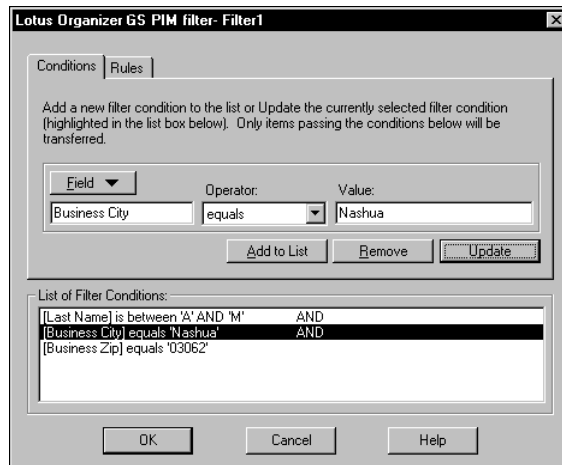 Lotus Organizer GS PIM filter- Filter1
Conditions Rules
Add a new filter condition to the list or Update the currently selected filter condition
(highlighted in the list box below). Only items passing the conditions below will be
transferred.
Field Operator: Value:
Business City equals Nashua
Add to List Remove Update
List of Filter Conditions:
[Last Name] is between 'A' AND 'M' AND
[Business City] equals 'Nashua' AND
[Business Zip] equals '03062'
OK Cancel Help